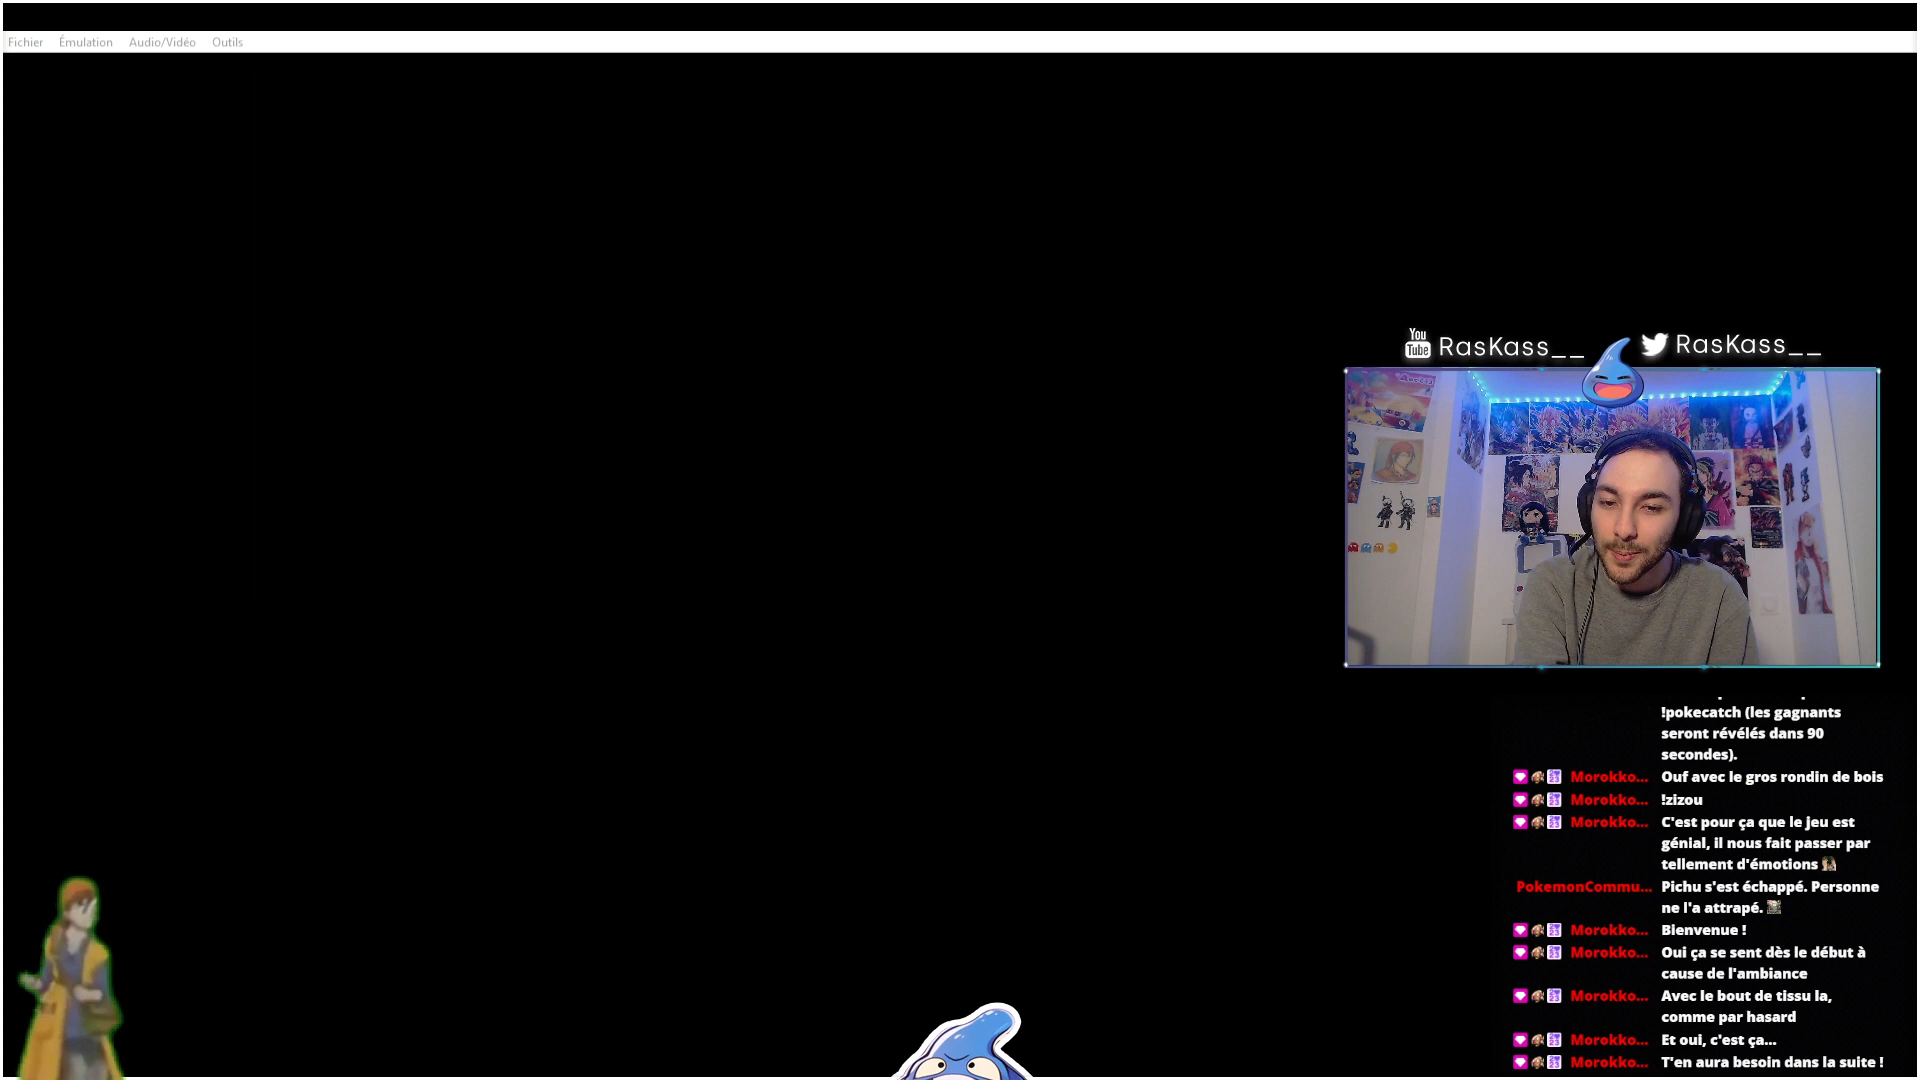 Fichier Émulation Audio/Vidéo Outils
You
Tube
RasKass__
RasKass__
!pokecatch (les gagnants
seront révélés dans 90
secondes).
Morokko... Ouf avec le gros rondin de bois
Morokko... !zizou
Morokko... C'est pour ça que le jeu est
génial, il nous fait passer par
tellement d'émotions
PokemonCommu... Pichu s'est échappé. Personne
ne l'a attrapé.
Morokko... Bienvenue !
Morokko... Oui ça se sent dès le début à
cause de l'ambiance
Morokko... Avec le bout de tissu la,
comme par hasard
Morokko... Et oui, c'est ça...
Morokko... T'en aura besoin dans la suite !